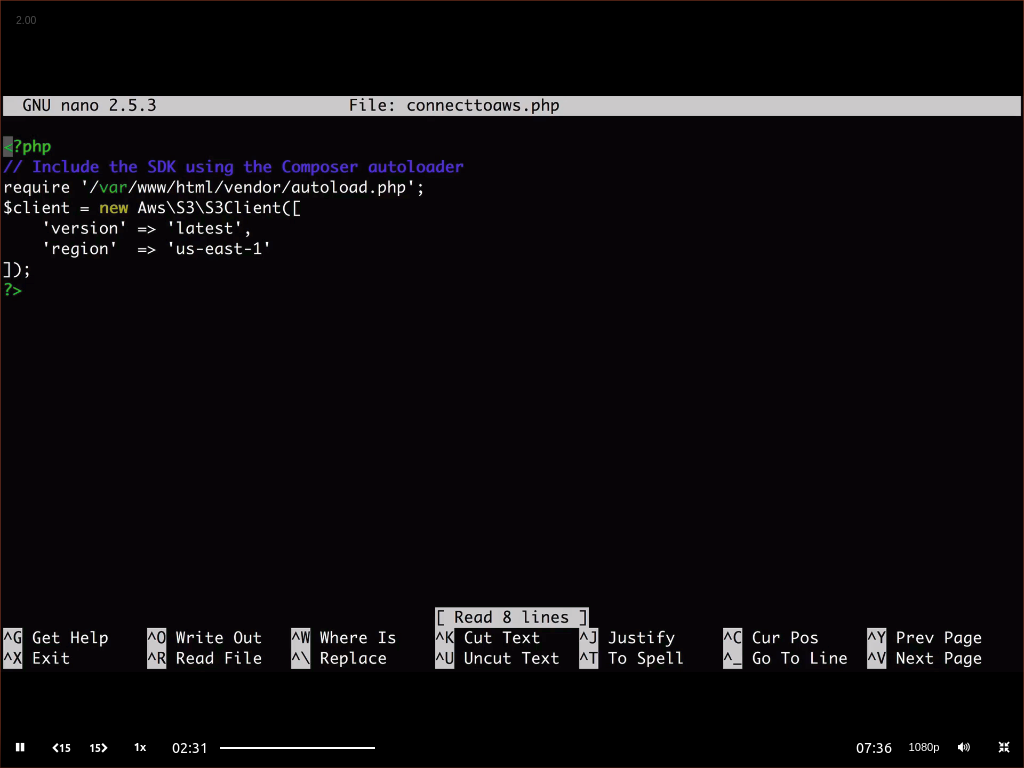 2.00
GNU nano 2.5.3 File: connecttoaws.php
<?php
// Include the SDK using the Composer autoloader
require '/var/www/html/vendor/autoload.php';
$client = new Aws\S3\S3Client([
    'version' => 'latest',
    'region'  => 'us-east-1'
]);
?>
[ Read 8 lines ]
^G Get Help ^O Write Out ^W Where Is ^K Cut Text ^J Justify ^C Cur Pos ^Y Prev Page
^X Exit ^R Read File ^\ Replace ^U Uncut Text ^T To Spell ^_ Go To Line ^V Next Page
15 15 1x 02:31 07:36 1080p